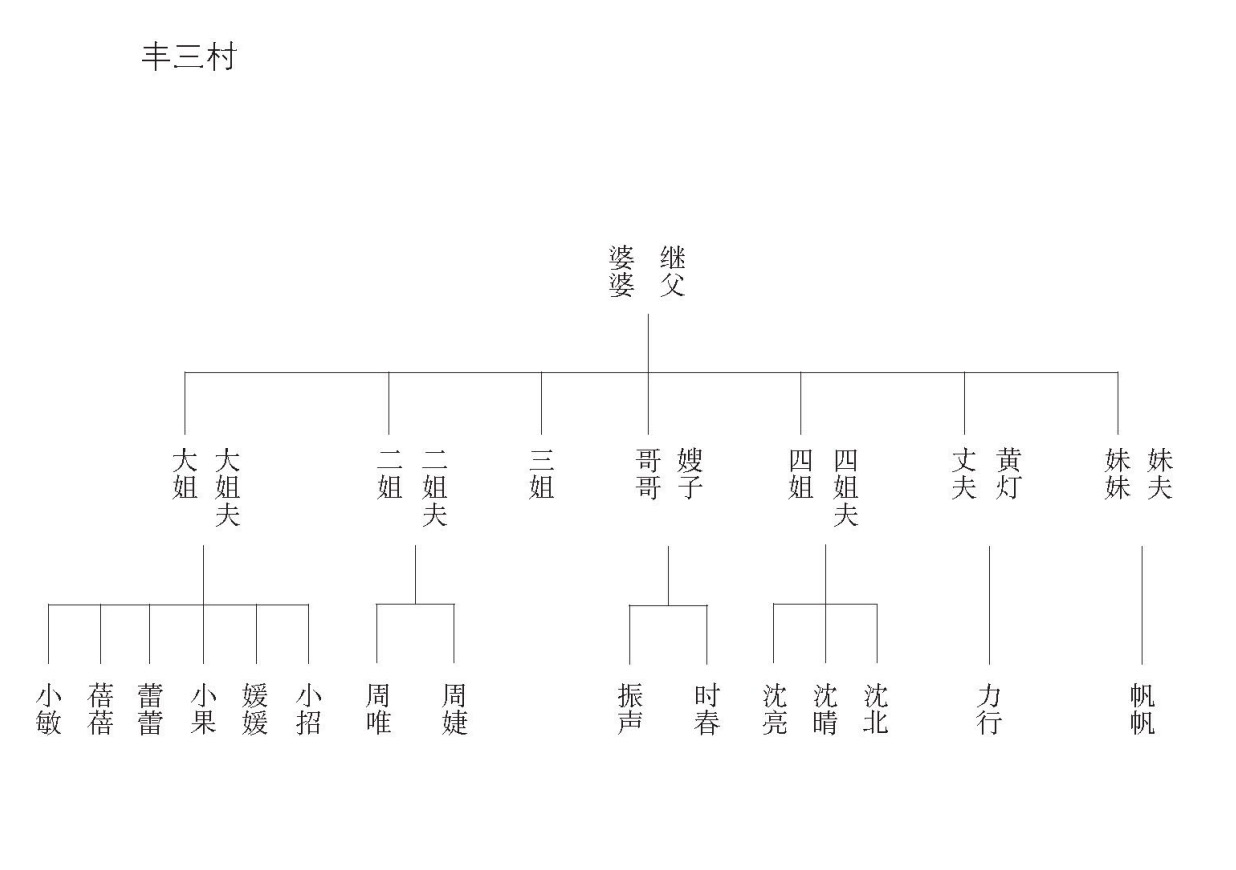 丰三村
婆婆
继父
大姐
大姐夫
二姐
二姐夫
三姐
哥哥
嫂子
四姐
四姐夫
丈夫
黄灯
妹妹
妹夫
小敏
蓓蓓
蕾蕾
小果
媛媛
小招
周唯
周婕
振声
时春
沈亮
沈晴
沈北
力行
帆帆